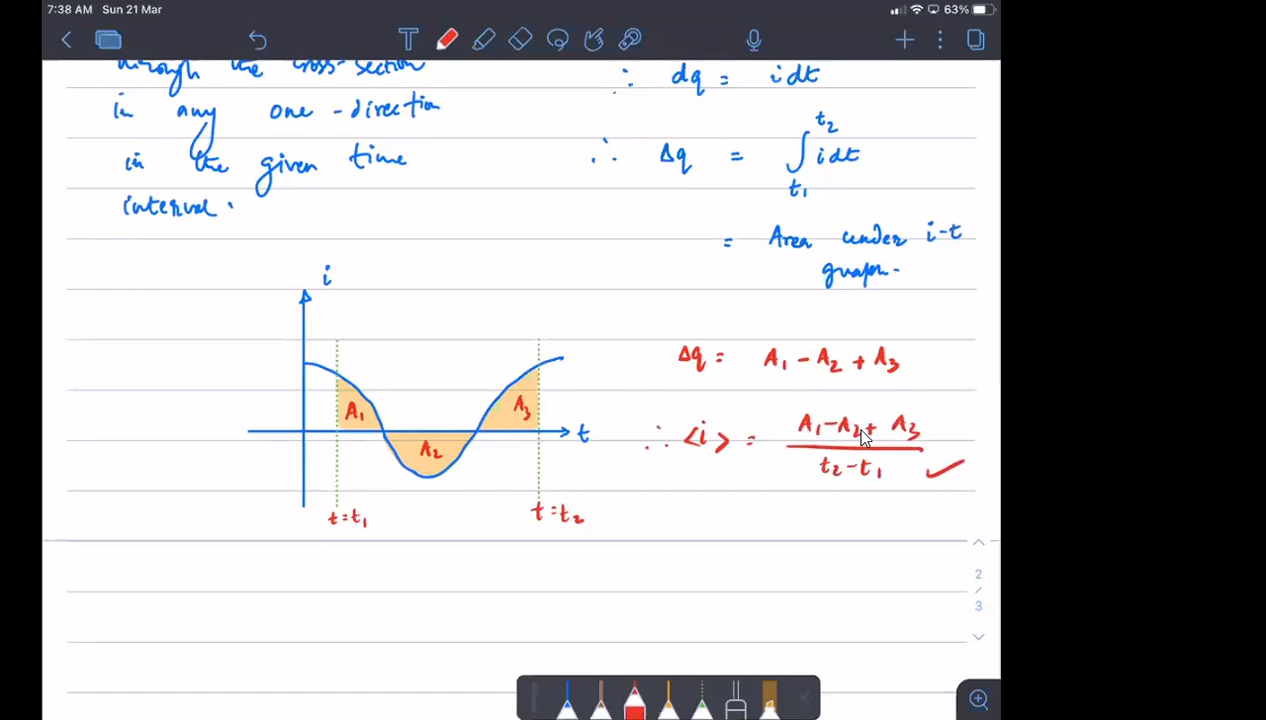 7:38 AM Sun 21 Mar
63%
through the cross-section
in any one-direction
in the given time
interval.
∴ dq = idt
∴ Δq = ∫ t₁ t₂ idt
= Area under i-t
graph.
i
A₁
A₂
A₃
t
t=t₁
t=t₂
Δq = A₁ - A₂ + A₃
∴ <i> = A₁-A₂+ A₃
t₂-t₁
2
/
3